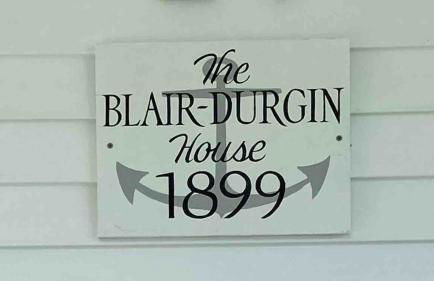 The
BLAIR-DURGIN
House
1899